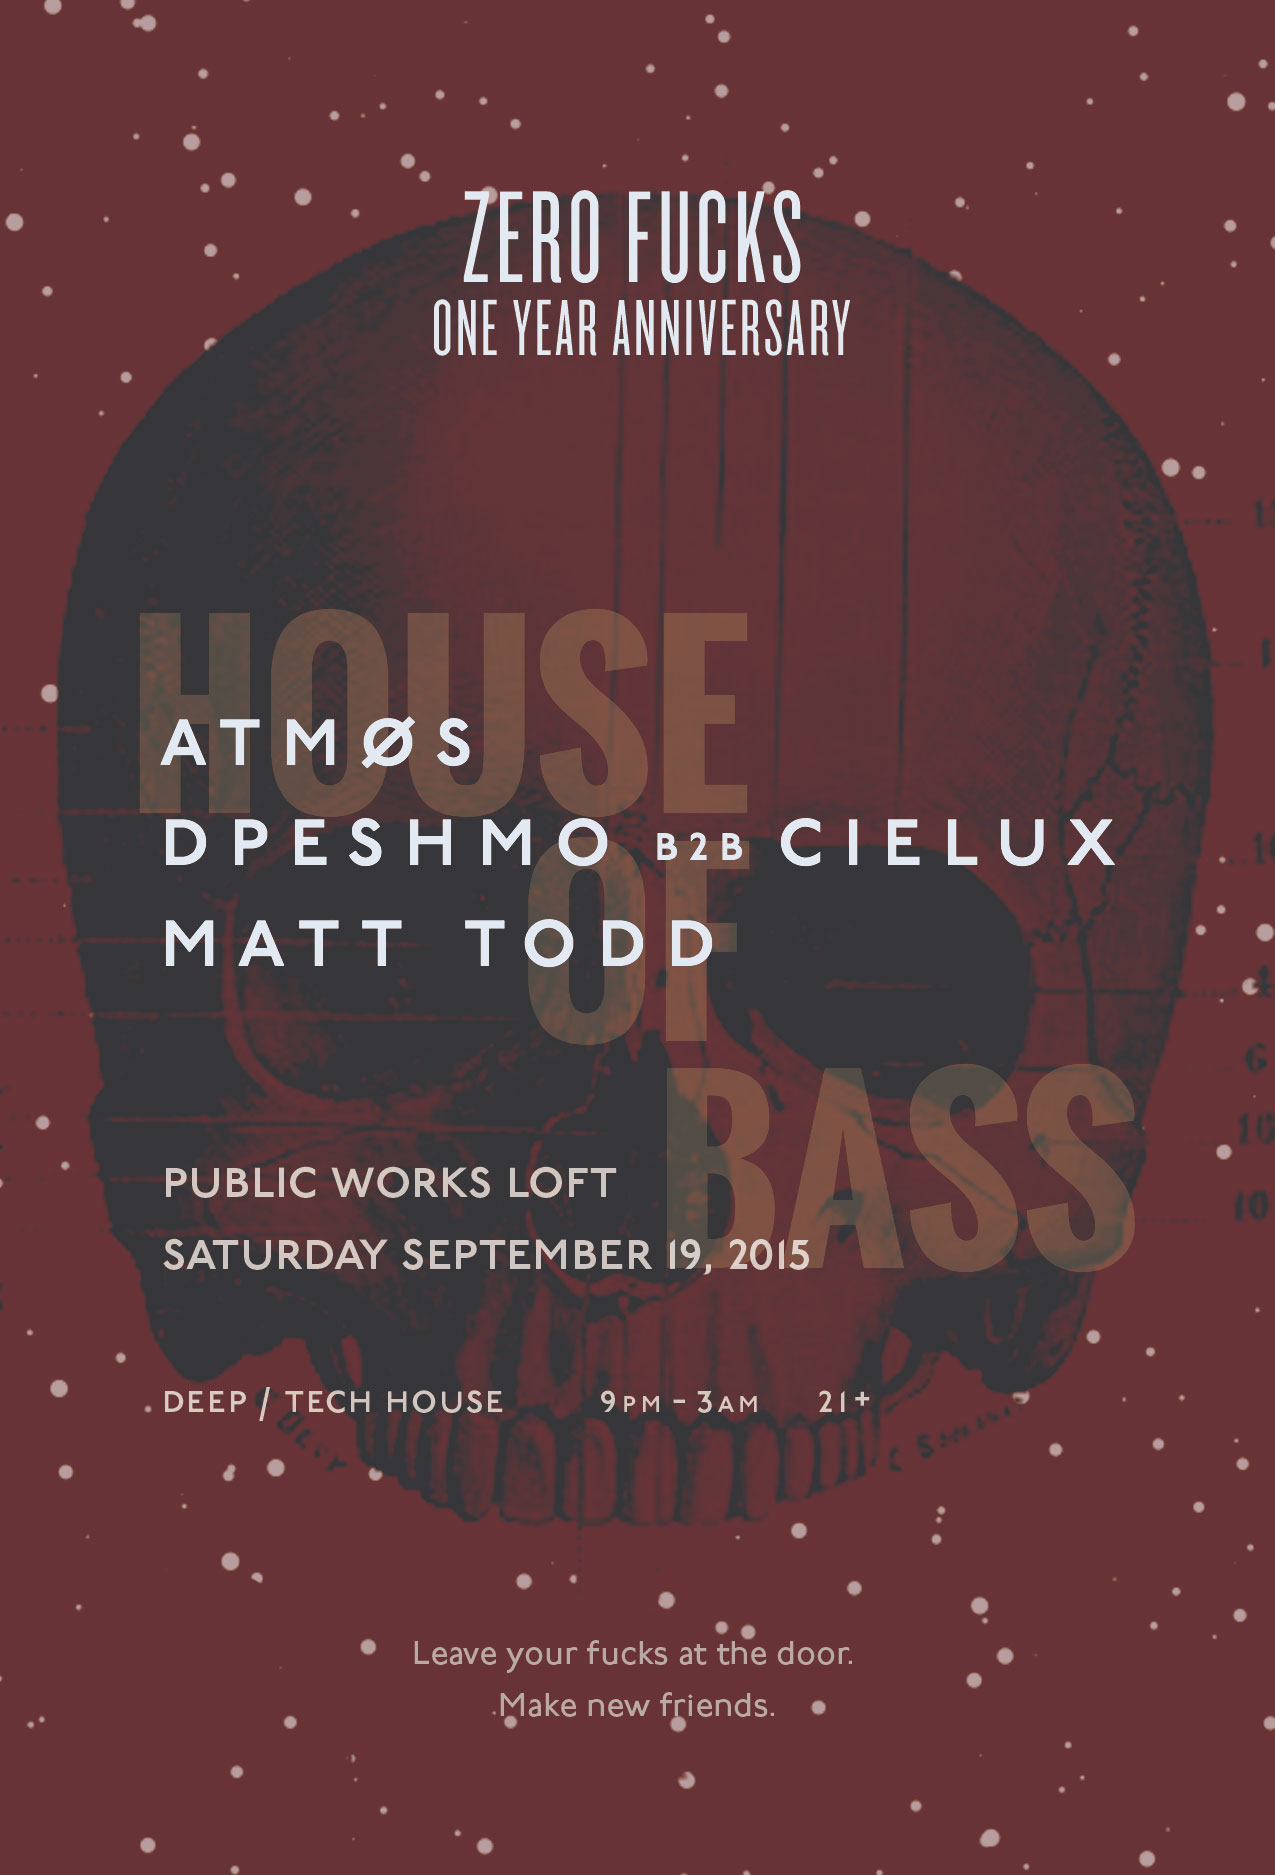 ZERO FUCKS
ONE YEAR ANNIVERSARY
HOUSE
OF
BASS
ATMØS
DPESHMO B2B CIELUX
MATT TODD
PUBLIC WORKS LOFT
SATURDAY SEPTEMBER 19, 2015
DEEP / TECH HOUSE 9PM – 3AM 21+
Leave your fucks at the door.
Make new friends.